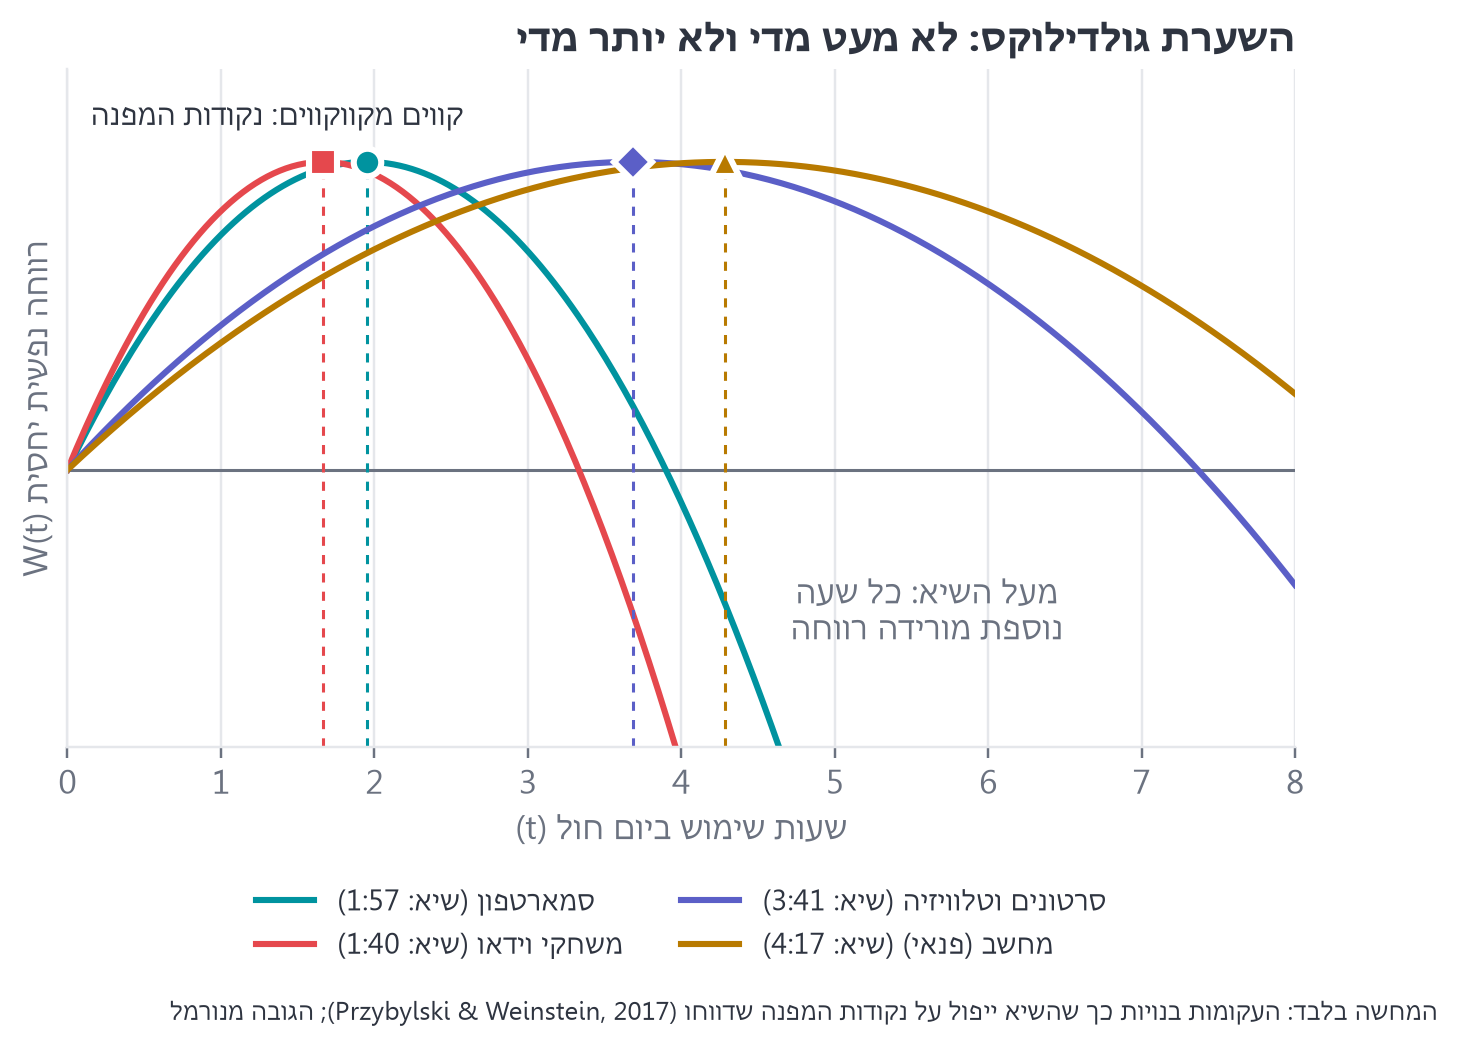 השערת גולדילוקס: לא מעט מדי ולא יותר מדי
קווים מקווקווים: נקודות המפנה
רווחה נפשית יחסית W(t)
מעל השיא: כל שעה
נוספת מורידה רווחה
0 1 2 3 4 5 6 7 8
שעות שימוש ביום חול (t)
סמארטפון (שיא: 1:57)
משחקי וידאו (שיא: 1:40)
סרטונים וטלוויזיה (שיא: 3:41)
מחשב (פנאי) (שיא: 4:17)
המחשה בלבד: העקומות בנויות כך שהשיא ייפול על נקודות המפנה שדווחו (Przybylski & Weinstein, 2017); הגובה מנורמל